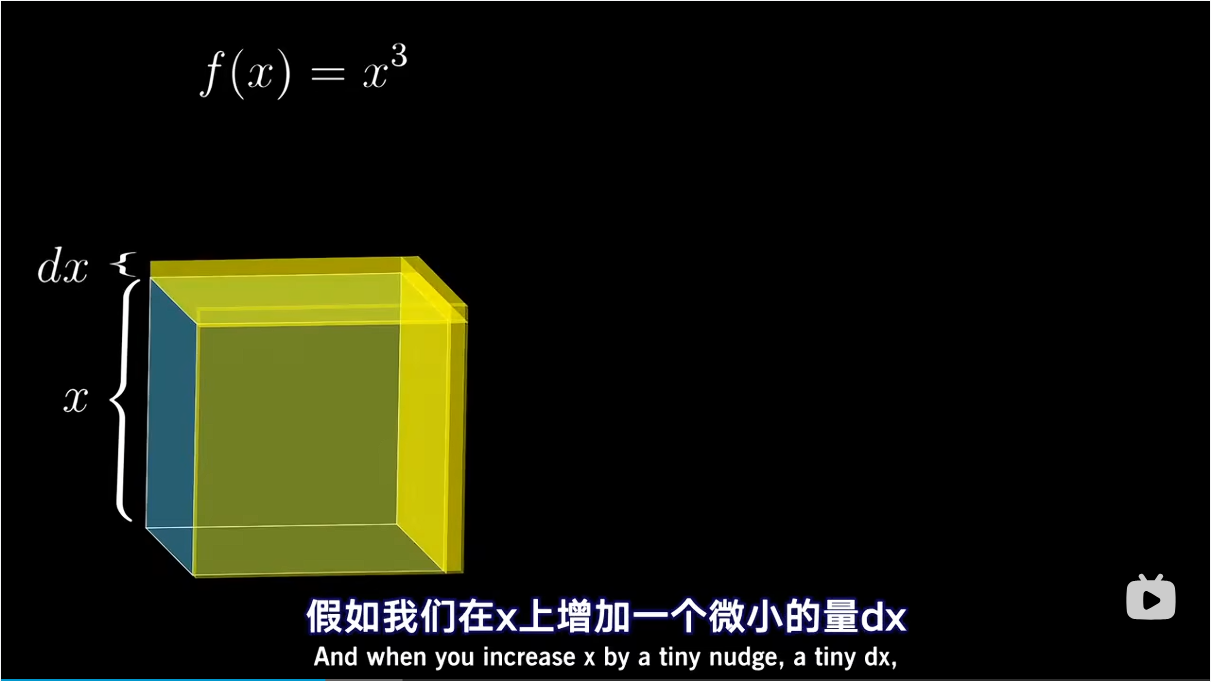 f(x) = x³
dx {
x {
假如我们在x上增加一个微小的量dx
And when you increase x by a tiny nudge, a tiny dx,